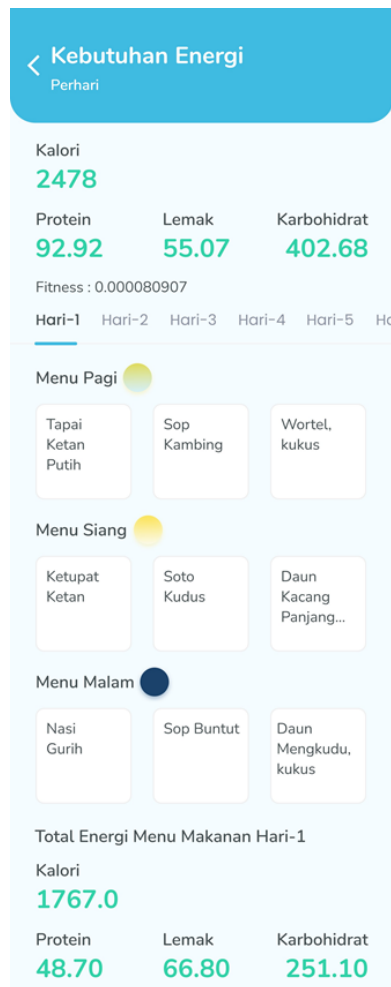 Kebutuhan Energi
Perhari
Kalori
2478
Protein Lemak Karbohidrat
92.92 55.07 402.68
Fitness : 0.000080907
Hari-1 Hari-2 Hari-3 Hari-4 Hari-5
Menu Pagi
Tapai
Ketan
Putih
Sop
Kambing
Wortel,
kukus
Menu Siang
Ketupat
Ketan
Soto
Kudus
Daun
Kacang
Panjang...
Menu Malam
Nasi
Gurih
Sop Buntut
Daun
Mengkudu,
kukus
Total Energi Menu Makanan Hari-1
Kalori
1767.0
Protein Lemak Karbohidrat
48.70 66.80 251.10